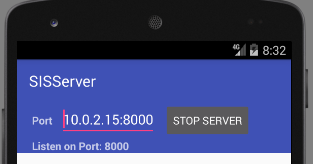 4G 8:32
SISServer
Port 10.0.2.15:8000 STOP SERVER
Listen on Port: 8000